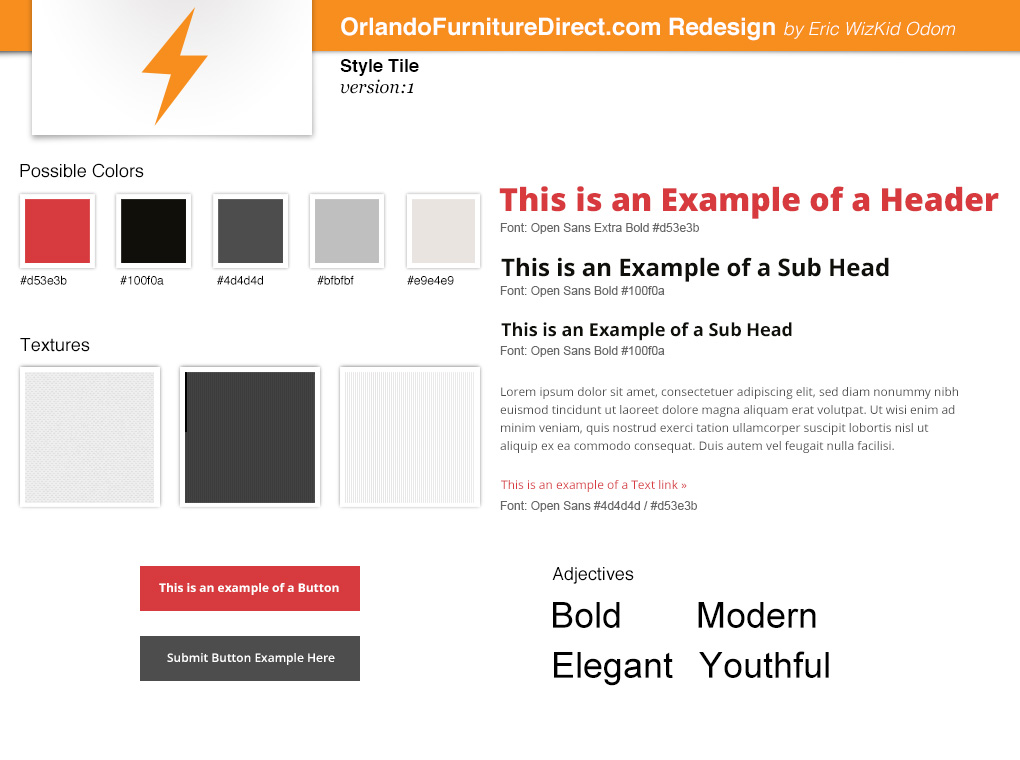 OrlandoFurnitureDirect.com Redesign by Eric WizKid Odom
Style Tile
version:1
Possible Colors
#d53e3b #100f0a #4d4d4d #bfbfbf #e9e4e9
Textures
This is an Example of a Header
Font: Open Sans Extra Bold #d53e3b
This is an Example of a Sub Head
Font: Open Sans Bold #100f0a
This is an Example of a Sub Head
Font: Open Sans Bold #100f0a
Lorem ipsum dolor sit amet, consectetuer adipiscing elit, sed diam nonummy nibh
euismod tincidunt ut laoreet dolore magna aliquam erat volutpat. Ut wisi enim ad
minim veniam, quis nostrud exerci tation ullamcorper suscipit lobortis nisl ut
aliquip ex ea commodo consequat. Duis autem vel feugait nulla facilisi.
This is an example of a Text link »
Font: Open Sans #4d4d4d / #d53e3b
This is an example of a Button
Submit Button Example Here
Adjectives
Bold Modern
Elegant Youthful